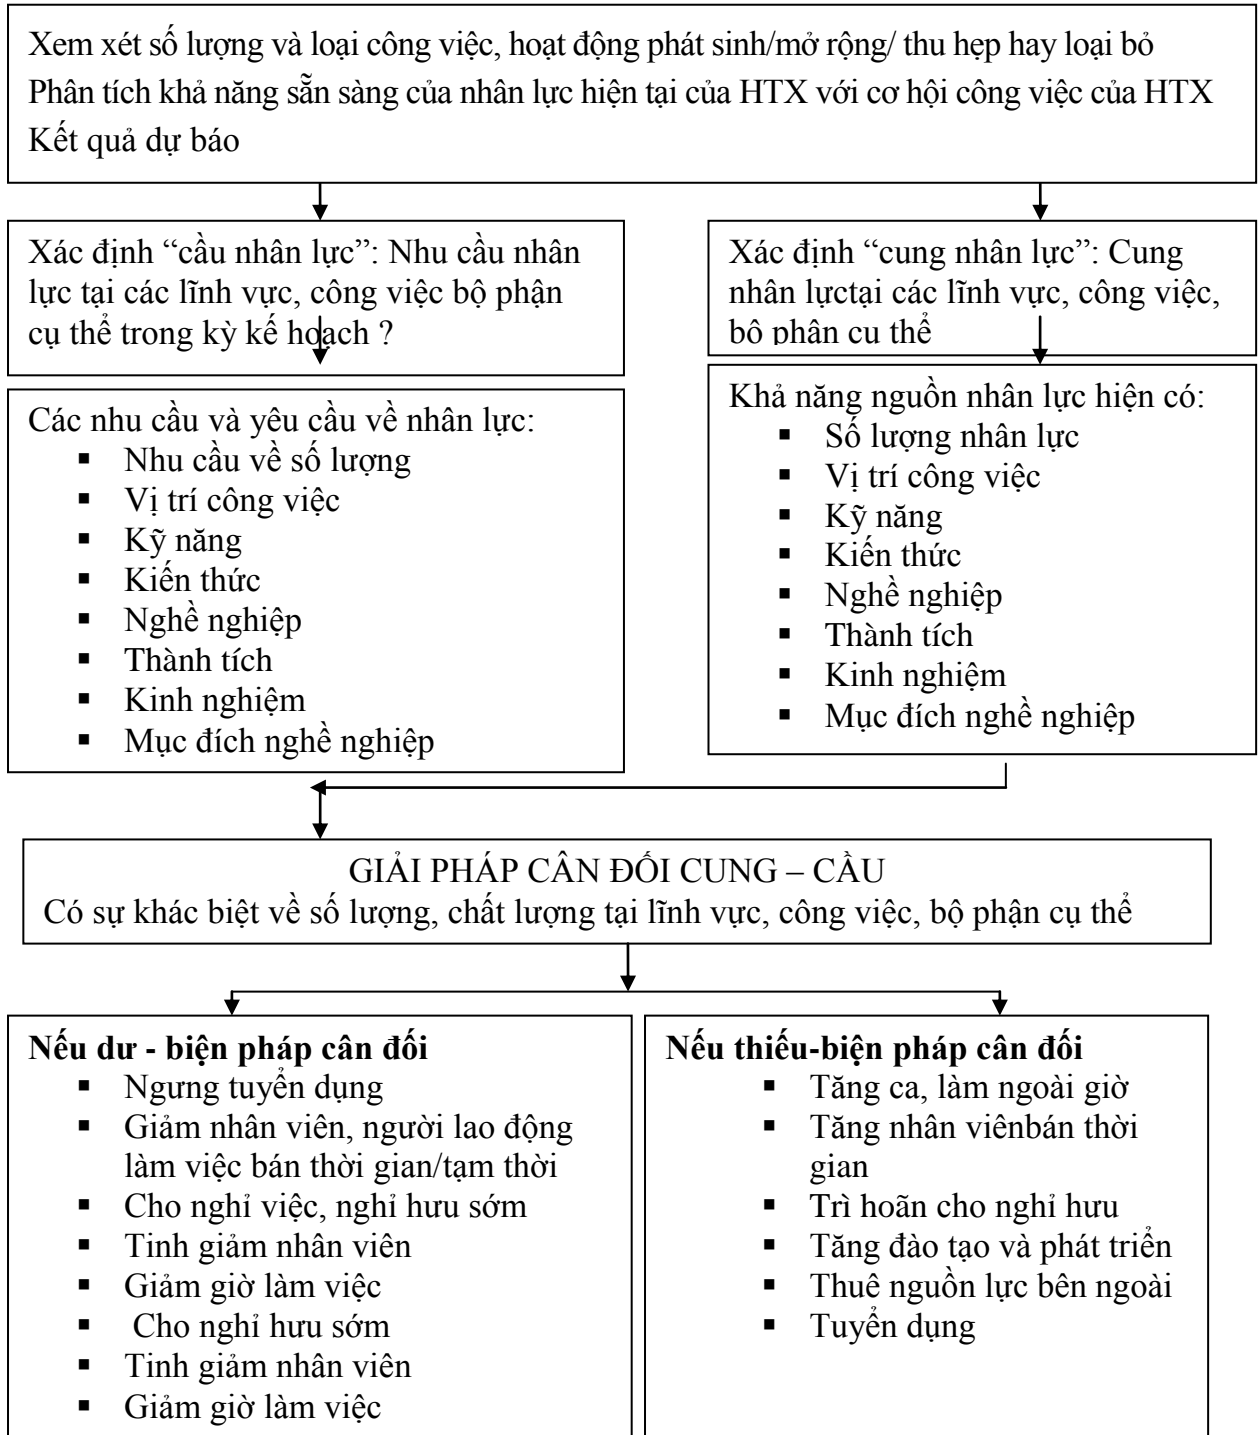 Xem xét số lượng và loại công việc, hoạt động phát sinh/mở rộng/ thu hẹp hay loại bỏ
Phân tích khả năng sẵn sàng của nhân lực hiện tại của HTX với cơ hội công việc của HTX
Kết quả dự báo
Xác định “cầu nhân lực”: Nhu cầu nhân
lực tại các lĩnh vực, công việc bộ phận
cụ thể trong kỳ kế hoạch ?
Xác định “cung nhân lực”: Cung
nhân lựctại các lĩnh vực, công việc,
bộ phận cụ thể
Các nhu cầu và yêu cầu về nhân lực:
▪ Nhu cầu về số lượng
▪ Vị trí công việc
▪ Kỹ năng
▪ Kiến thức
▪ Nghề nghiệp
▪ Thành tích
▪ Kinh nghiệm
▪ Mục đích nghề nghiệp
Khả năng nguồn nhân lực hiện có:
▪ Số lượng nhân lực
▪ Vị trí công việc
▪ Kỹ năng
▪ Kiến thức
▪ Nghề nghiệp
▪ Thành tích
▪ Kinh nghiệm
▪ Mục đích nghề nghiệp
GIẢI PHÁP CÂN ĐỐI CUNG – CẦU
Có sự khác biệt về số lượng, chất lượng tại lĩnh vực, công việc, bộ phận cụ thể
Nếu dư - biện pháp cân đối
▪ Ngưng tuyển dụng
▪ Giảm nhân viên, người lao động
làm việc bán thời gian/tạm thời
▪ Cho nghỉ việc, nghỉ hưu sớm
▪ Tinh giảm nhân viên
▪ Giảm giờ làm việc
▪ Cho nghỉ hưu sớm
▪ Tinh giảm nhân viên
▪ Giảm giờ làm việc
Nếu thiếu-biện pháp cân đối
▪ Tăng ca, làm ngoài giờ
▪ Tăng nhân viênbán thời
gian
▪ Trì hoãn cho nghỉ hưu
▪ Tăng đào tạo và phát triển
▪ Thuê nguồn lực bên ngoài
▪ Tuyển dụng